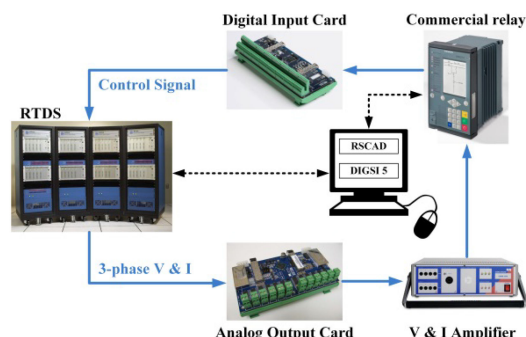 Digital Input Card
Commercial relay
Control Signal
RTDS
RSCAD
DIGSI 5
3-phase V & I
Analog Output Card
V & I Amplifier